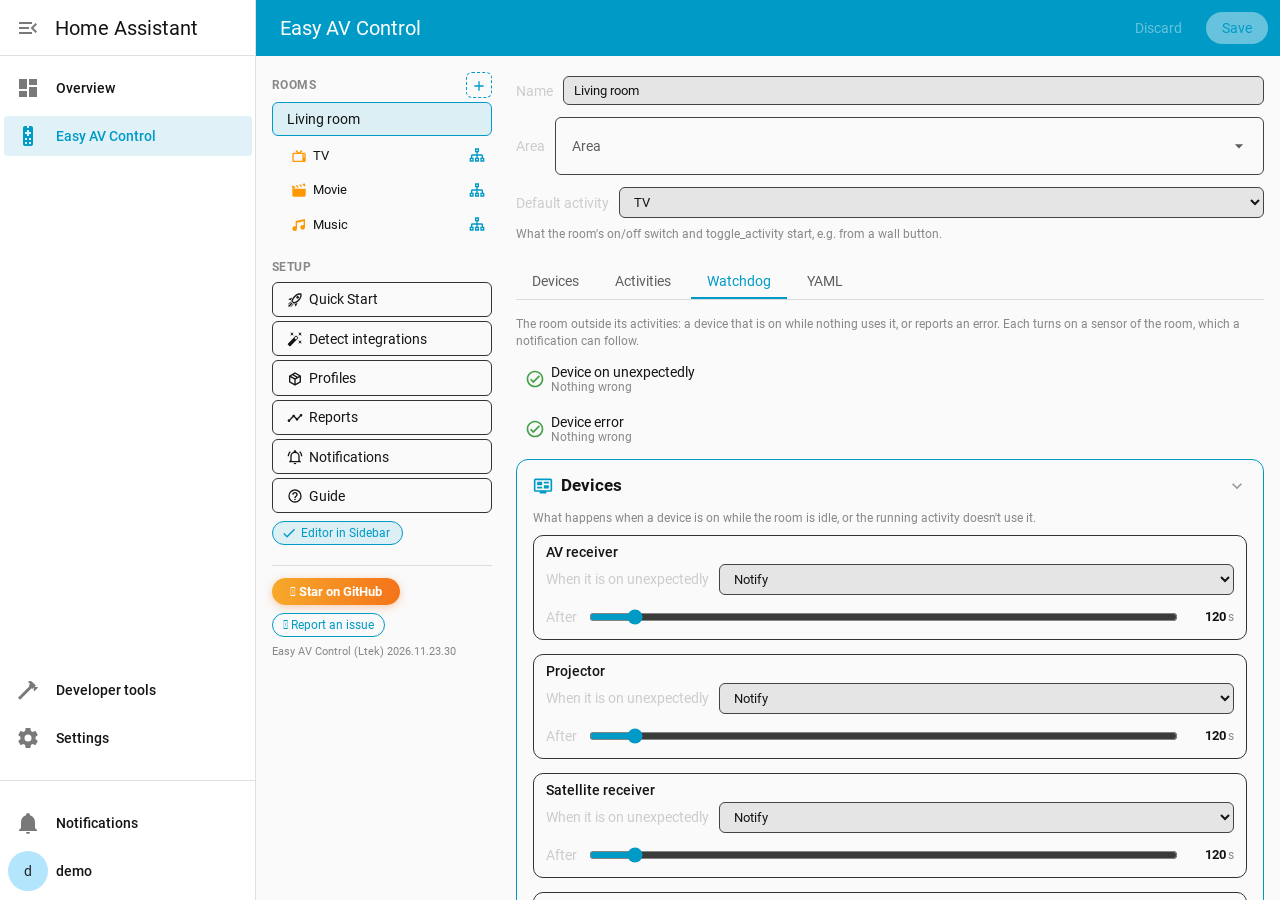 Home Assistant
Easy AV Control
Discard
Save
Overview
Easy AV Control
Developer tools
Settings
Notifications
d
demo
ROOMS
Living room
TV
Movie
Music
SETUP
Quick Start
Detect integrations
Profiles
Reports
Notifications
Guide
Editor in Sidebar
Star on GitHub
Report an issue
Easy AV Control (Ltek) 2026.11.23.30
Name
Living room
Area
Area
Default activity
TV
What the room's on/off switch and toggle_activity start, e.g. from a wall button.
Devices
Activities
Watchdog
YAML
The room outside its activities: a device that is on while nothing uses it, or reports an error. Each turns on a sensor of the room, which a
notification can follow.
Device on unexpectedly
Nothing wrong
Device error
Nothing wrong
Devices
What happens when a device is on while the room is idle, or the running activity doesn't use it.
AV receiver
When it is on unexpectedly
Notify
After
120 s
Projector
When it is on unexpectedly
Notify
After
120 s
Satellite receiver
When it is on unexpectedly
Notify
After
120 s